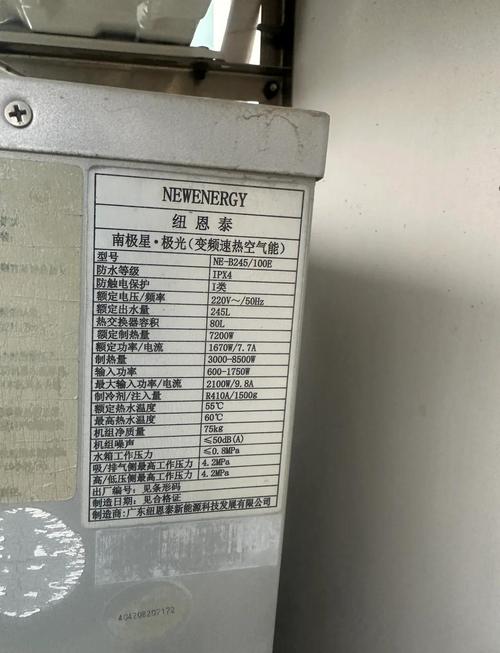 NEWENERGY
纽恩泰
南极星·极光(变频速热空气能)
型号 NE-B245/100E
防水等级 IPX4
防触电保护 I类
额定电压/频率 220V～/50Hz
额定出水量 245L
热交换器容积 80L
额定制热量 7200W
额定功率/电流 1670W/7.7A
制热量 3000-8500W
输入功率 600-1750W
最大输入功率/电流 2100W/9.8A
制冷剂/注入量 R410A/1500g
额定热水温度 55℃
最高热水温度 60℃
机组净质量 75kg
机组噪声 ≤50dB(A)
水箱工作压力 ≤0.8MPa
吸/排气侧最高工作压力 4.2MPa
高/低压侧最高工作压力 4.2MPa
出厂编号: 见条形码
制造日期: 见合格证
制造商:广东纽恩泰新能源科技发展有限公司